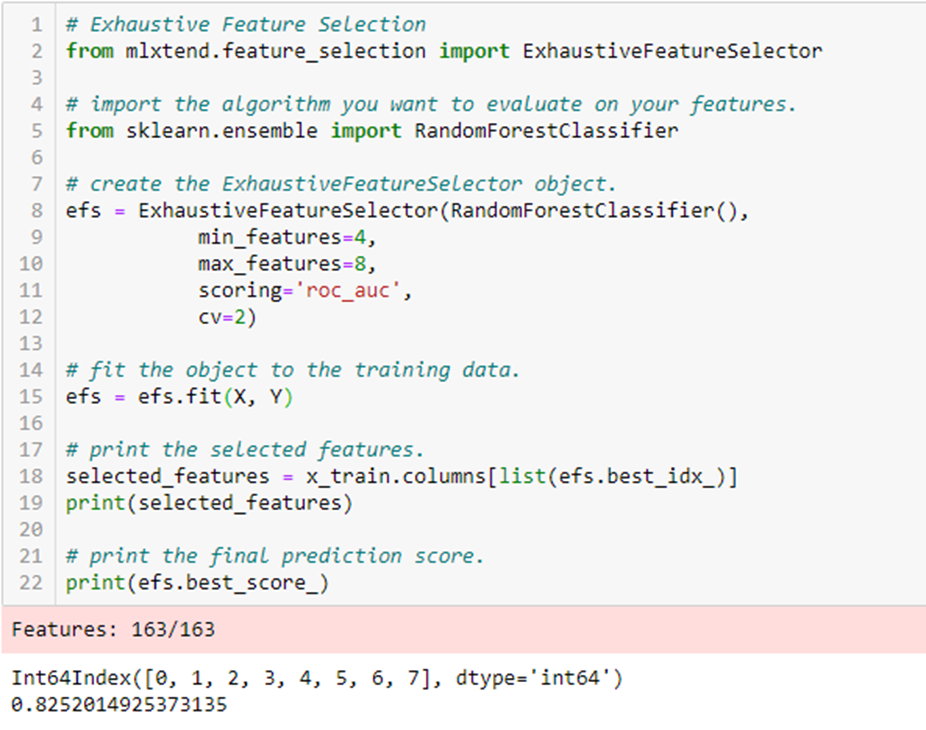 1 # Exhaustive Feature Selection
2 from mlxtend.feature_selection import ExhaustiveFeatureSelector
3
4 # import the algorithm you want to evaluate on your features.
5 from sklearn.ensemble import RandomForestClassifier
6
7 # create the ExhaustiveFeatureSelector object.
8 efs = ExhaustiveFeatureSelector(RandomForestClassifier(),
9            min_features=4,
10            max_features=8,
11            scoring='roc_auc',
12            cv=2)
13
14 # fit the object to the training data.
15 efs = efs.fit(X, Y)
16
17 # print the selected features.
18 selected_features = x_train.columns[list(efs.best_idx_)]
19 print(selected_features)
20
21 # print the final prediction score.
22 print(efs.best_score_)
Features: 163/163
Int64Index([0, 1, 2, 3, 4, 5, 6, 7], dtype='int64')
0.8252014925373135